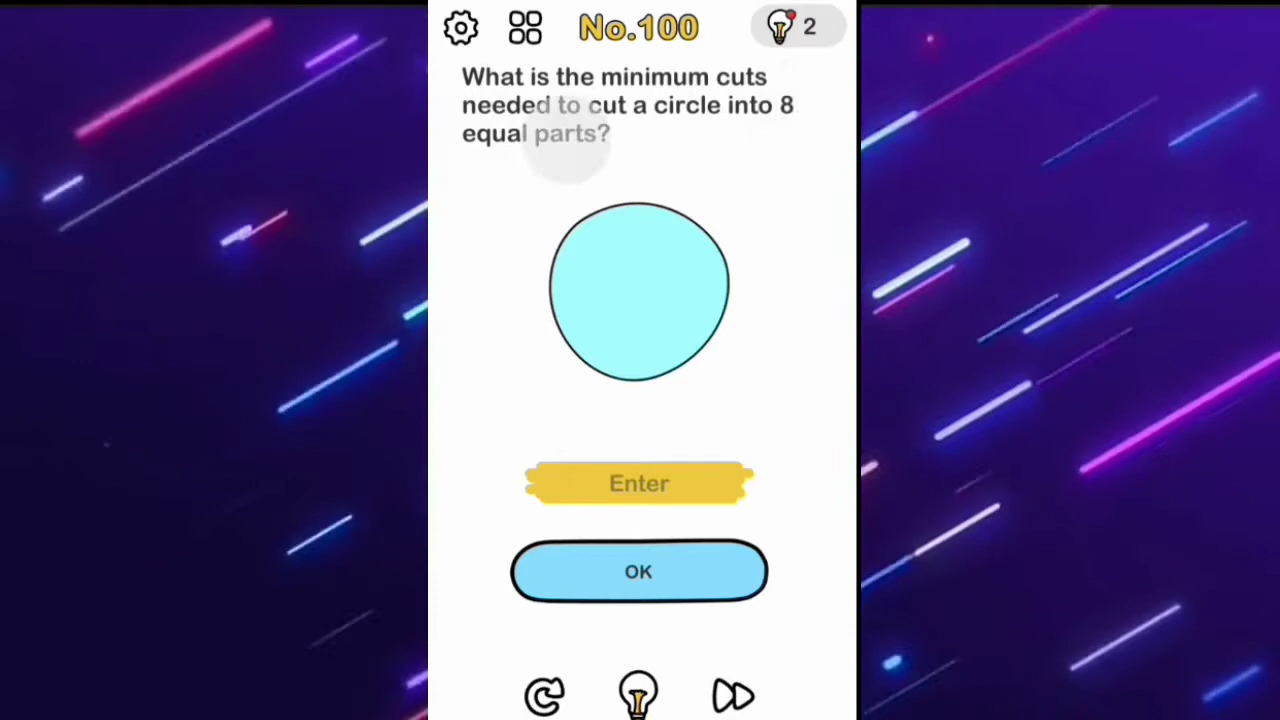 No.100
2
What is the minimum cuts
needed to cut a circle into 8
equal parts?
Enter
OK